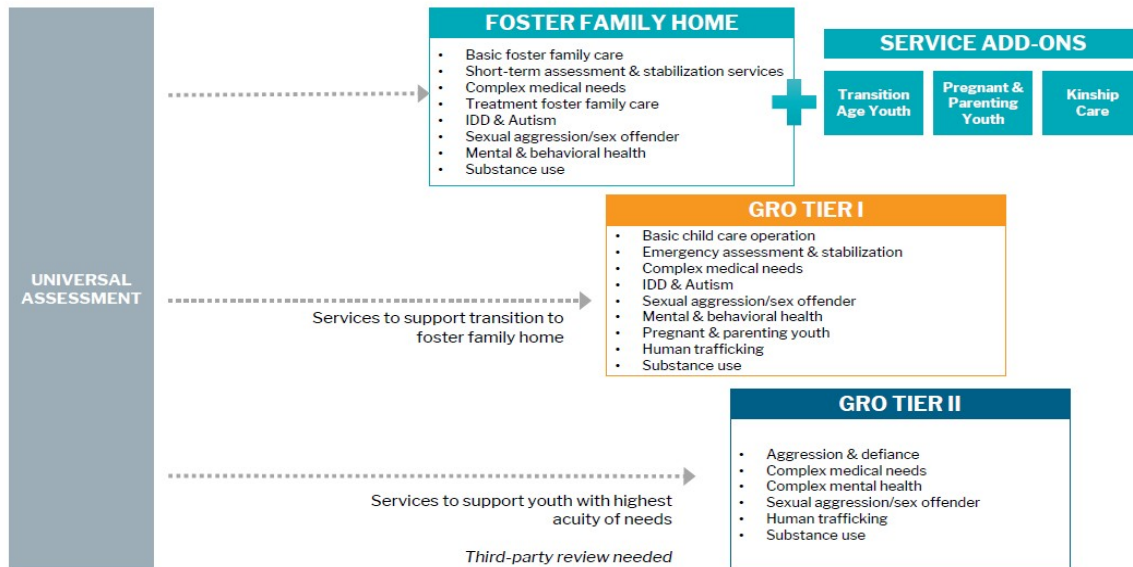 FOSTER FAMILY HOME
• Basic foster family care
• Short-term assessment & stabilization services
• Complex medical needs
• Treatment foster family care
• IDD & Autism
• Sexual aggression/sex offender
• Mental & behavioral health
• Substance use
SERVICE ADD-ONS
Transition
Age Youth
Pregnant &
Parenting
Youth
Kinship
Care
UNIVERSAL
ASSESSMENT
Services to support transition to
foster family home
GRO TIER I
• Basic child care operation
• Emergency assessment & stabilization
• Complex medical needs
• IDD & Autism
• Sexual aggression/sex offender
• Mental & behavioral health
• Pregnant & parenting youth
• Human trafficking
• Substance use
Services to support youth with highest
acuity of needs
Third-party review needed
GRO TIER II
• Aggression & defiance
• Complex medical needs
• Complex mental health
• Sexual aggression/sex offender
• Human trafficking
• Substance use